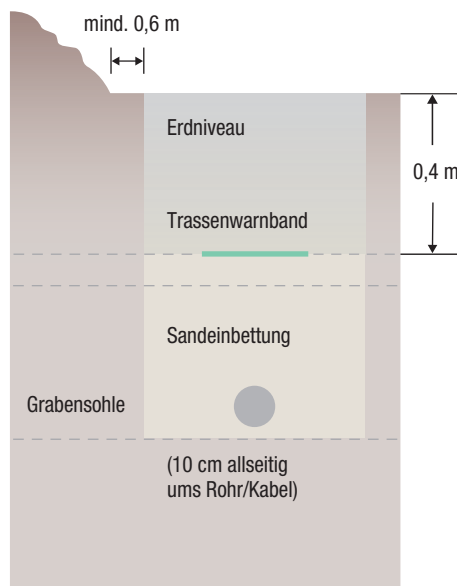 mind. 0,6 m
Erdniveau
0,4 m
Trassenwarnband
Sandeinbettung
Grabensohle
(10 cm allseitig
ums Rohr/Kabel)